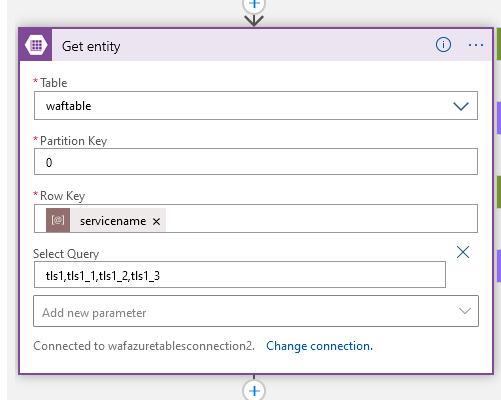 Get entity
* Table
waftable
* Partition Key
0
* Row Key
[@] servicename ×
Select Query
tls1,tls1_1,tls1_2,tls1_3
Add new parameter
Connected to wafazuretablesconnection2. Change connection.